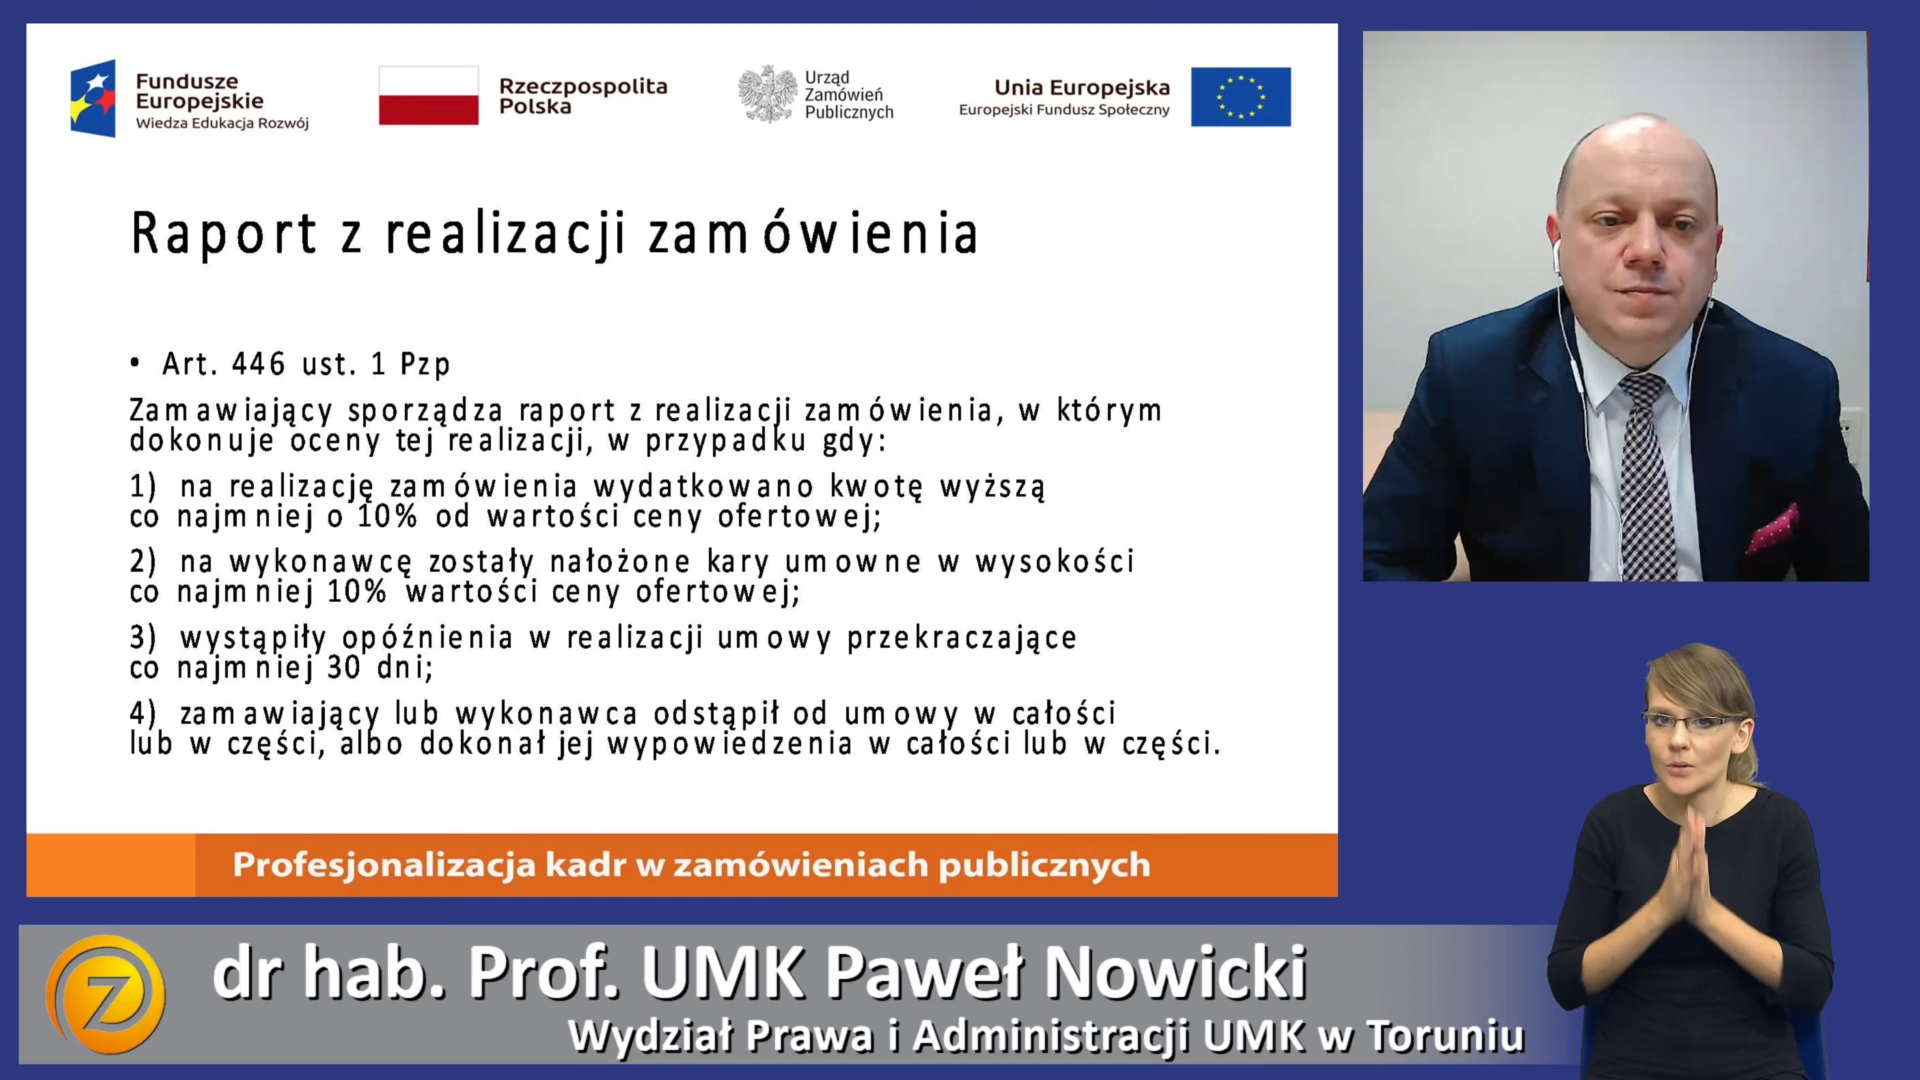 Fundusze
Europejskie
Wiedza Edukacja Rozwój
Rzeczpospolita
Polska
Urząd
Zamówień
Publicznych
Unia Europejska
Europejski Fundusz Społeczny
Raport z realizacji zamówienia
• Art. 446 ust. 1 Pzp
Zamawiający sporządza raport z realizacji zamówienia, w którym
dokonuje oceny tej realizacji, w przypadku gdy:
1) na realizację zamówienia wydatkowano kwotę wyższą
co najmniej o 10% od wartości ceny ofertowej;
2) na wykonawcę zostały nałożone kary umowne w wysokości
co najmniej 10% wartości ceny ofertowej;
3) wystąpiły opóźnienia w realizacji umowy przekraczające
co najmniej 30 dni;
4) zamawiający lub wykonawca odstąpił od umowy w całości
lub w części, albo dokonał jej wypowiedzenia w całości lub w części.
Profesjonalizacja kadr w zamówieniach publicznych
Z
dr hab. Prof. UMK Paweł Nowicki
Wydział Prawa i Administracji UMK w Toruniu